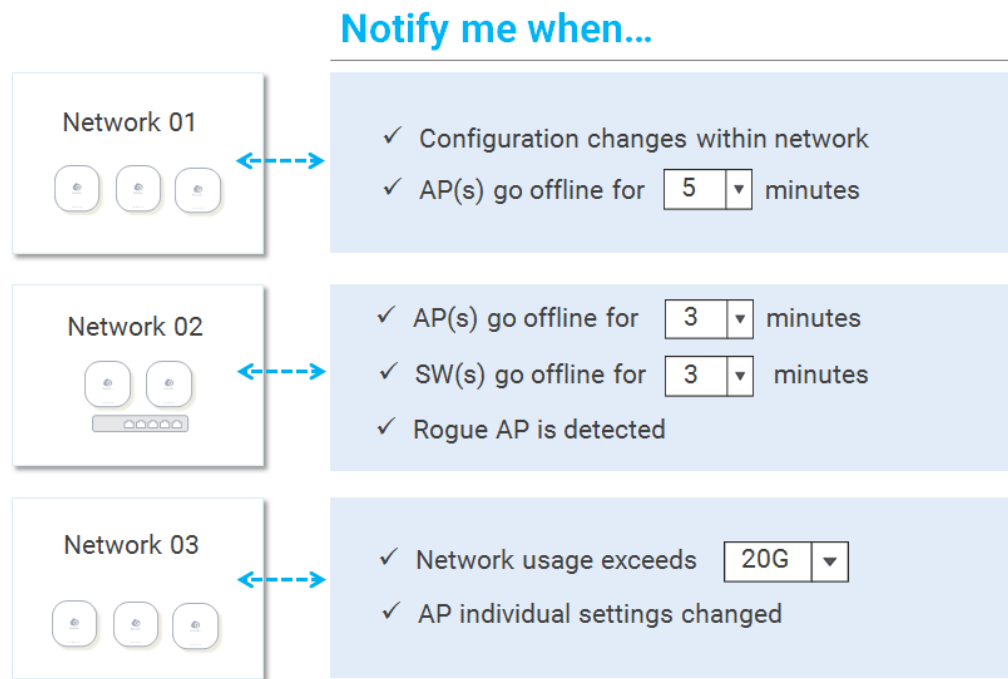 Notify me when...
Network 01
Configuration changes within network
AP(s) go offline for 5 minutes
Network 02
AP(s) go offline for 3 minutes
SW(s) go offline for 3 minutes
Rogue AP is detected
Network 03
Network usage exceeds 20G
AP individual settings changed